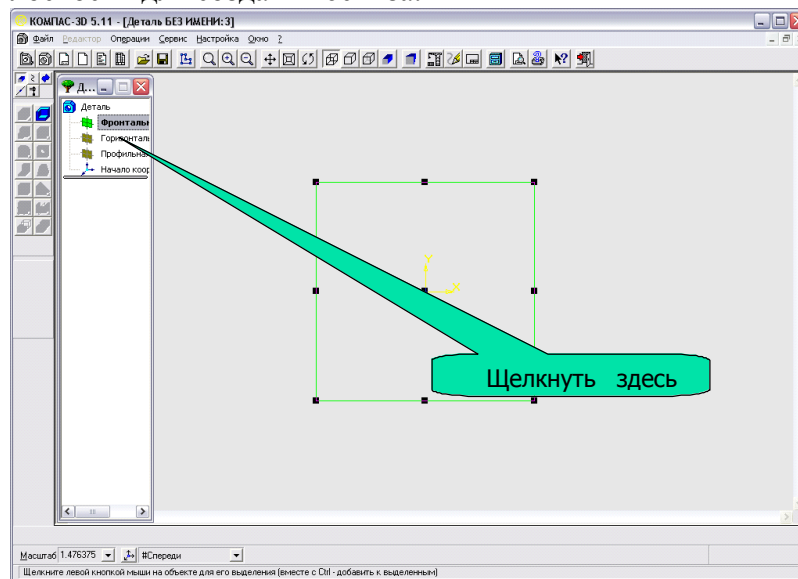 КОМПАС-3D 5.11 - [Деталь БЕЗ ИМЕНИ:3]
Файл Редактор Операции Сервис Настройка Окно ?
Д...
Деталь
Фронтальн
Горизонталь
Профильна
Начало коор
Y
X
Щелкнуть здесь
Масштаб 1.476375 #Спереди
Щелкните левой кнопкой мыши на объекте для его выделения (вместе с Ctrl - добавить к выделенным)